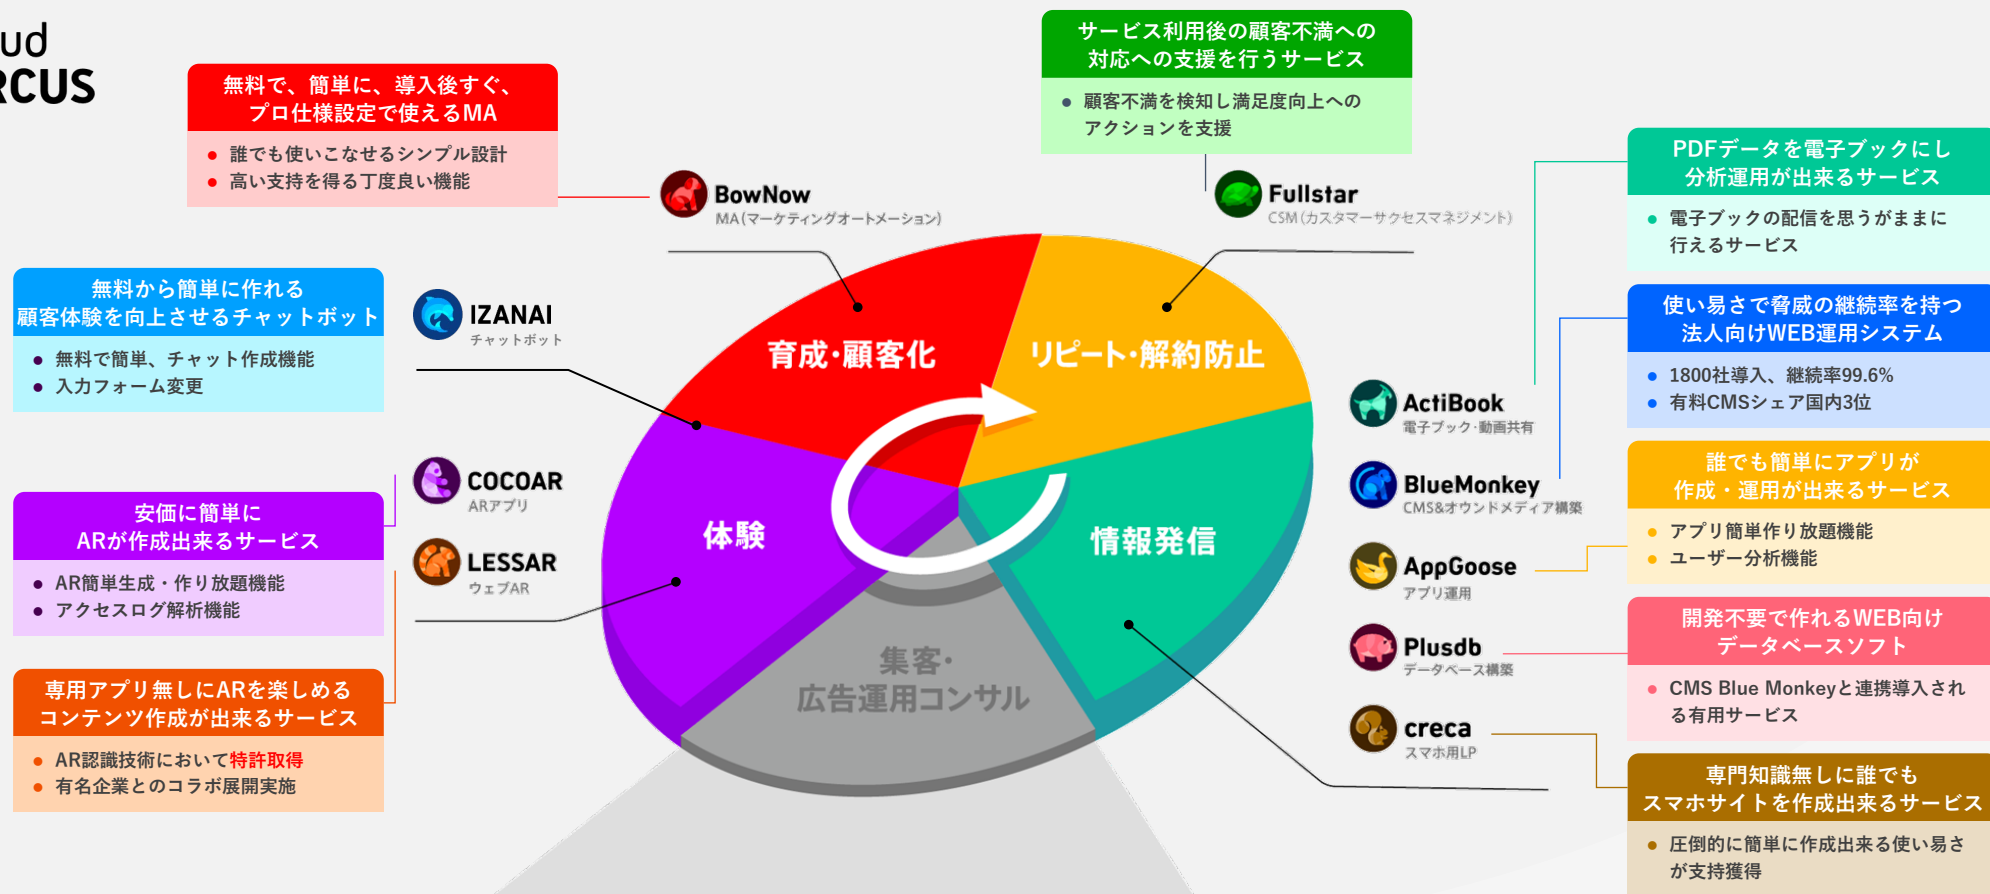 ud
RCUS
無料で、簡単に、導入後すぐ、
プロ仕様設定で使えるMA
● 誰でも使いこなせるシンプル設計
● 高い支持を得る丁度良い機能
BowNow
MA(マーケティングオートメーション)
サービス利用後の顧客不満への
対応への支援を行うサービス
● 顧客不満を検知し満足度向上への
アクションを支援
Fullstar
CSM(カスタマーサクセスマネジメント)
無料から簡単に作れる
顧客体験を向上させるチャットボット
● 無料で簡単、チャット作成機能
● 入力フォーム変更
IZANAI
チャットボット
安価に簡単に
ARが作成出来るサービス
● AR簡単生成・作り放題機能
● アクセスログ解析機能
COCOAR
ARアプリ
専用アプリ無しにARを楽しめる
コンテンツ作成が出来るサービス
● AR認識技術において特許取得
● 有名企業とのコラボ展開実施
LESSAR
ウェブAR
育成・顧客化
リピート・解約防止
体験
情報発信
集客・
広告運用コンサル
ActiBook
電子ブック・動画共有
BlueMonkey
CMS&オウンドメディア構築
AppGoose
アプリ運用
Plusdb
データベース構築
creca
スマホ用LP
PDFデータを電子ブックにし
分析運用が出来るサービス
● 電子ブックの配信を思うがままに
行えるサービス
使い易さで脅威の継続率を持つ
法人向けWEB運用システム
● 1800社導入、継続率99.6%
● 有料CMSシェア国内3位
誰でも簡単にアプリが
作成・運用が出来るサービス
● アプリ簡単作り放題機能
● ユーザー分析機能
開発不要で作れるWEB向け
データベースソフト
● CMS Blue Monkeyと連携導入され
る有用サービス
専門知識無しに誰でも
スマホサイトを作成出来るサービス
● 圧倒的に簡単に作成出来る使い易さ
が支持獲得